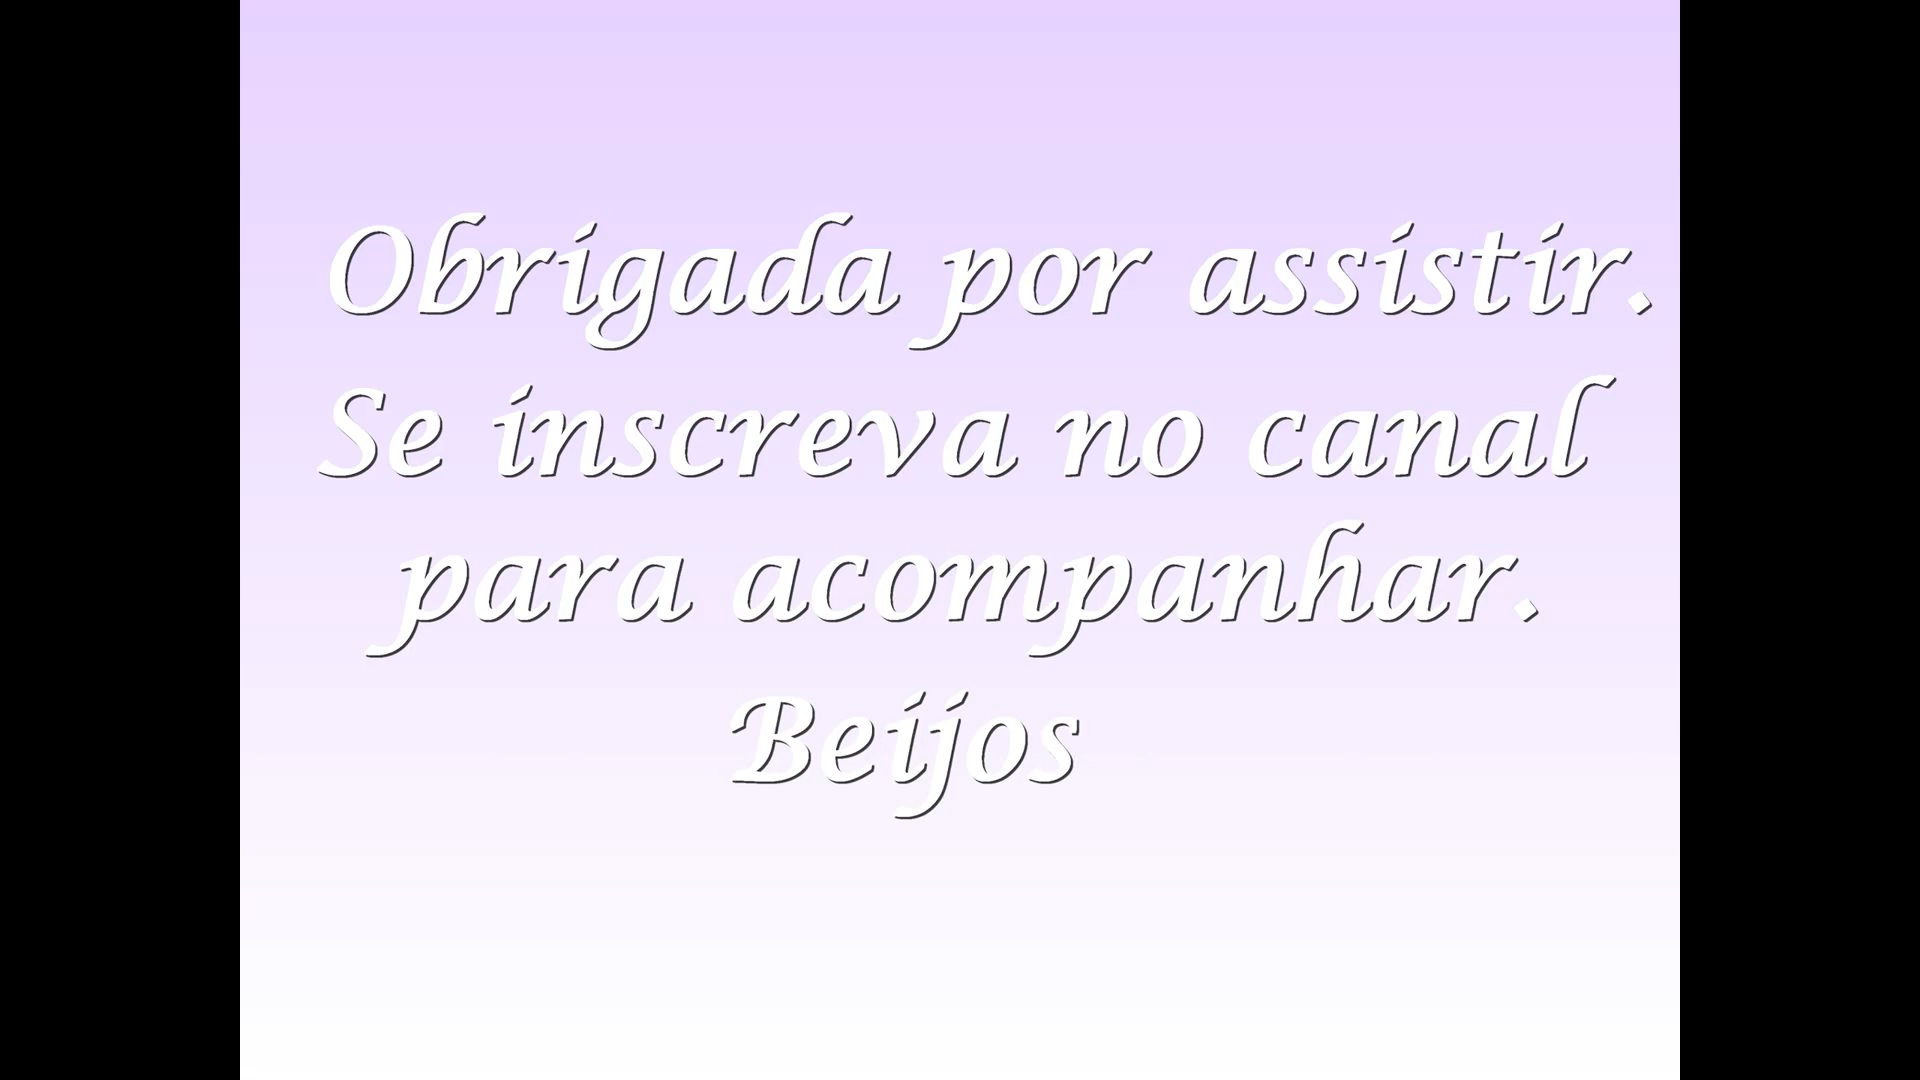 Obrigada por assistir.
Se inscreva no canal
para acompanhar.
Beijos